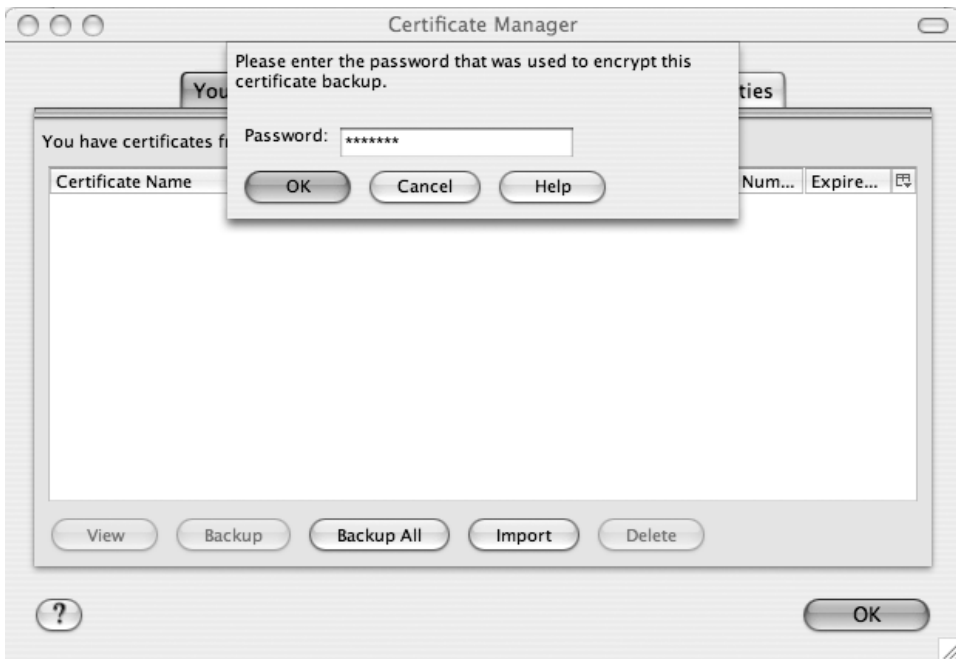 Certificate Manager
Please enter the password that was used to encrypt this
certificate backup.
You
ties
You have certificates f
Password: *******
Certificate Name
Num... Expire...
OK Cancel Help
View Backup Backup All Import Delete
? OK